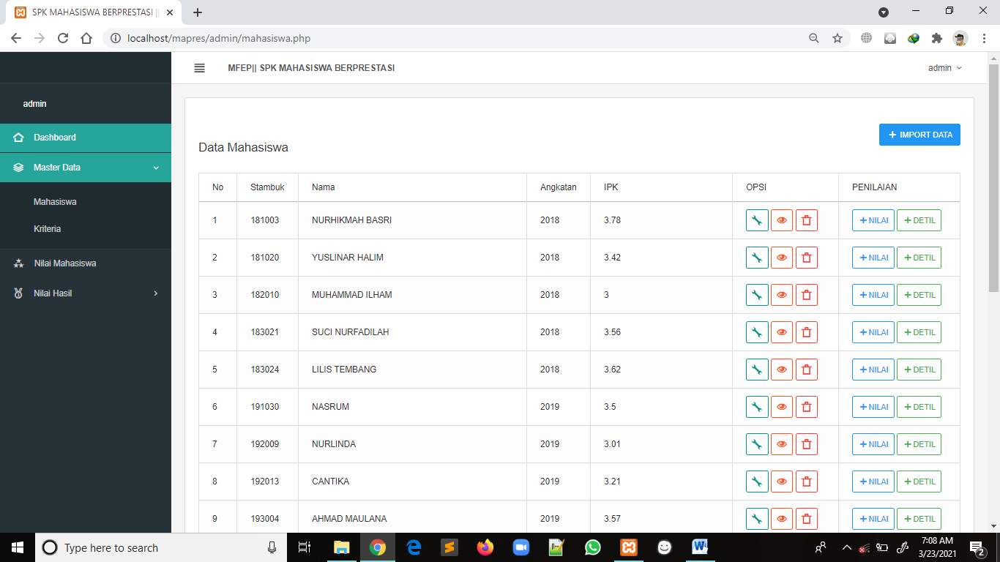 SPK MAHASISWA BERPRESTASI ||
localhost/mapres/admin/mahasiswa.php
MFEP|| SPK MAHASISWA BERPRESTASI
admin
admin
Dashboard
Master Data
Mahasiswa
Kriteria
Nilai Mahasiswa
Nilai Hasil
IMPORT DATA
Data Mahasiswa
No Stambuk Nama Angkatan IPK OPSI PENILAIAN
1 181003 NURHIKMAH BASRI 2018 3.78 +NILAI +DETIL
2 181020 YUSLINAR HALIM 2018 3.42 +NILAI +DETIL
3 182010 MUHAMMAD ILHAM 2018 3 +NILAI +DETIL
4 183021 SUCI NURFADILAH 2018 3.56 +NILAI +DETIL
5 183024 LILIS TEMBANG 2018 3.62 +NILAI +DETIL
6 191030 NASRUM 2019 3.5 +NILAI +DETIL
7 192009 NURLINDA 2019 3.01 +NILAI +DETIL
8 192013 CANTIKA 2019 3.21 +NILAI +DETIL
9 193004 AHMAD MAULANA 2019 3.57 +NILAI +DETIL
Type here to search
7:08 AM
3/23/2021
2